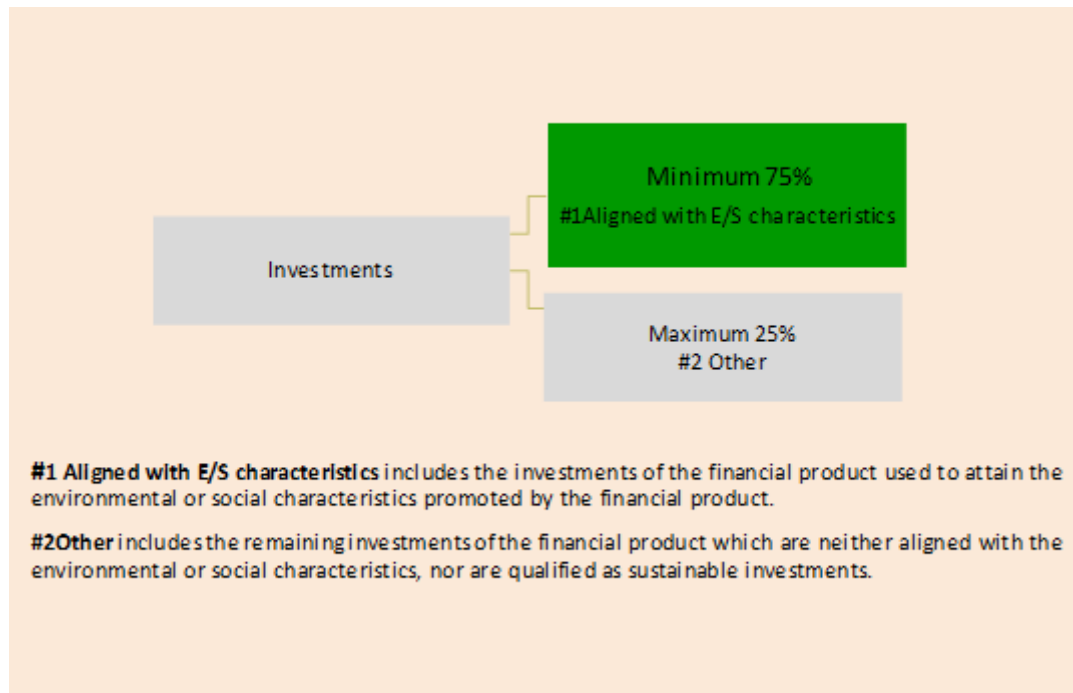 Minimum 75%
#1Aligned with E/S characteristics
Investments
Maximum 25%
#2 Other
#1 Aligned with E/S characteristics includes the investments of the financial product used to attain the
environmental or social characteristics promoted by the financial product.
#2Other includes the remaining investments of the financial product which are neither aligned with the
environmental or social characteristics, nor are qualified as sustainable investments.